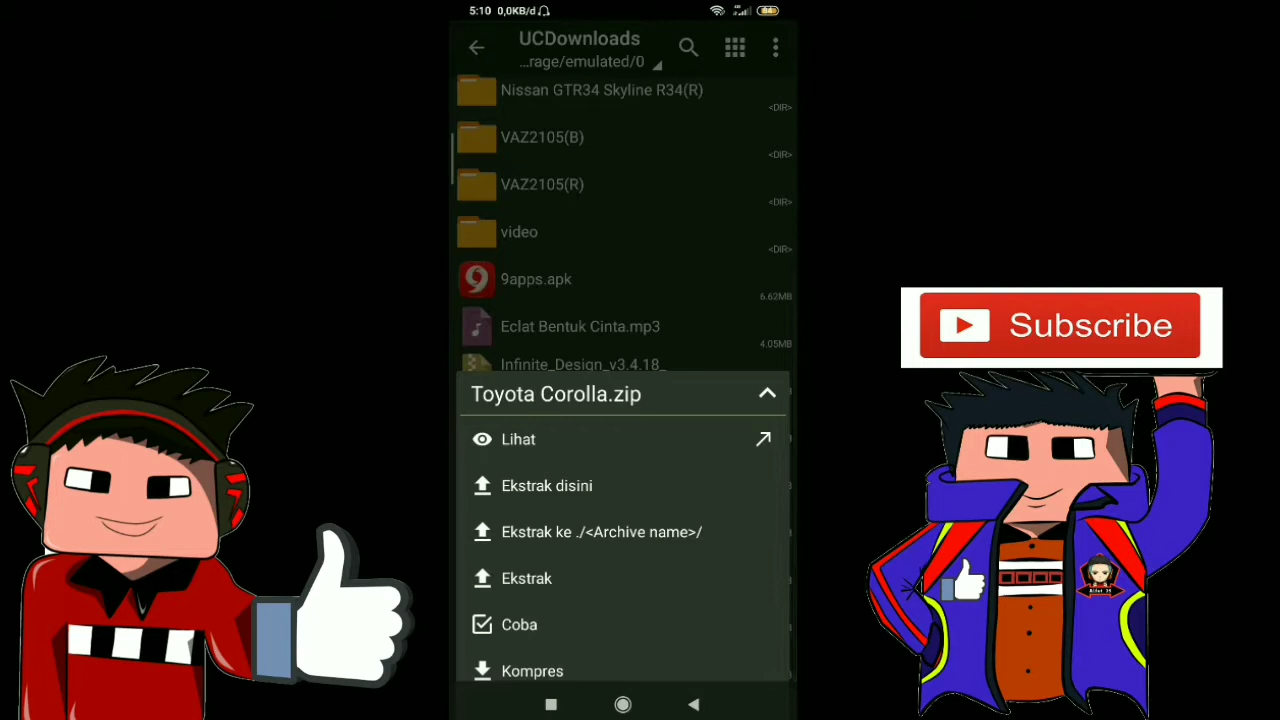 5:10 0,0KB/d
84
UCDownloads
...rage/emulated/0
Nissan GTR34 Skyline R34(R)
<DIR>
VAZ2105(B)
<DIR>
VAZ2105(R)
<DIR>
video
<DIR>
9apps.apk
6.62MB
Eclat Bentuk Cinta.mp3
4.05MB
Infinite_Design_v3.4.18_
Toyota Corolla.zip
Lihat
Ekstrak disini
Ekstrak ke ./<Archive name>/
Ekstrak
Coba
Kompres
Subscribe